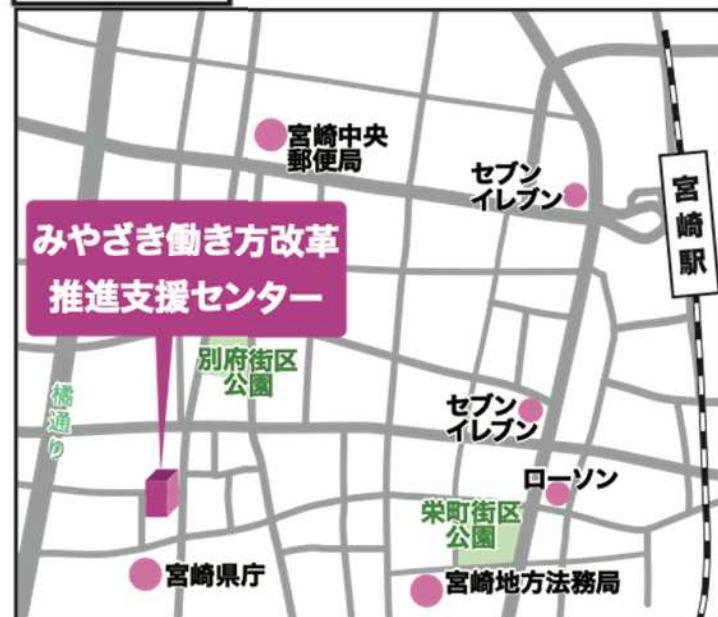 宮崎中央
郵便局
セブン
イレブン
宮崎駅
みやざき働き方改革
推進支援センター
別府街区
公園
橘通り
セブン
イレブン
ローソン
栄町街区
公園
宮崎県庁
宮崎地方法務局